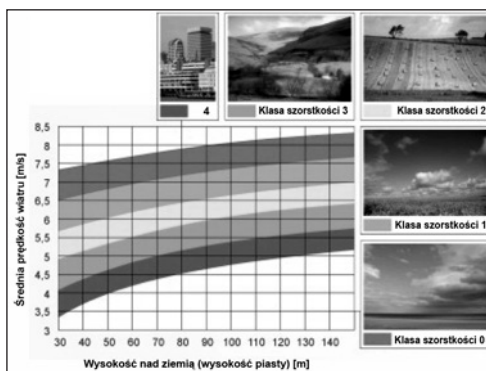 4
Klasa szorstkości 3
Klasa szorstkości 2
Klasa szorstkości 1
Klasa szorstkości 0
Średnia prędkość wiatru [m/s]
8,5
8
7,5
7
6,5
6
5,5
5
4,5
4
3,5
3
30 40 50 60 70 80 90 100 110 120 130 140
Wysokość nad ziemią (wysokość piasty) [m]